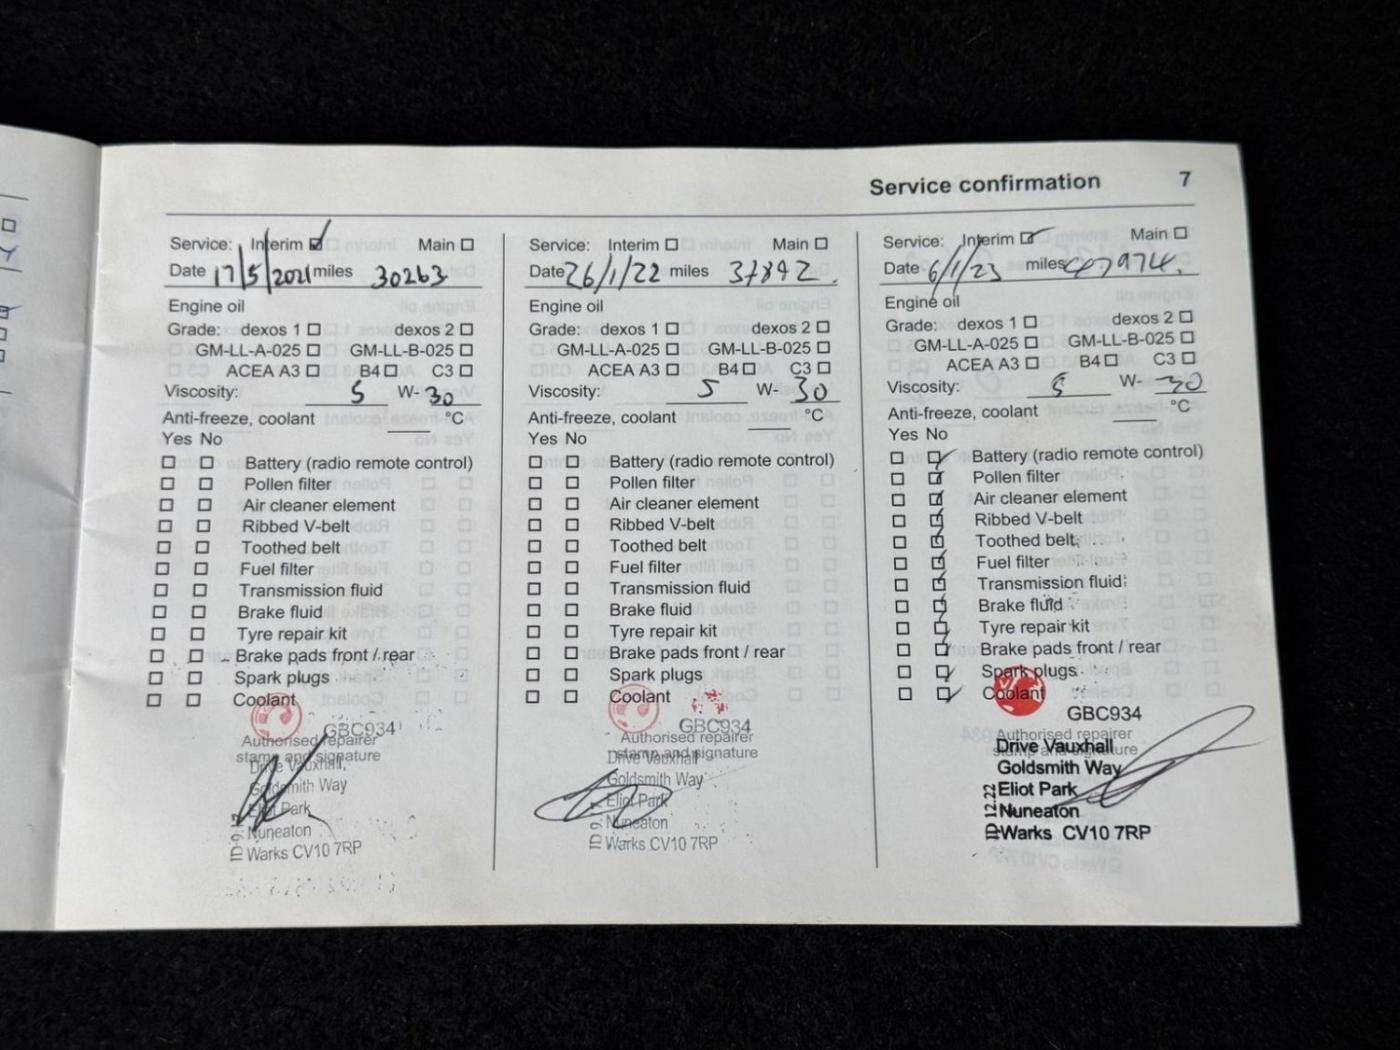 Service confirmation 7
Service: Interim Main
Date 17/5/2021 miles 30263
Engine oil
Grade: dexos 1 dexos 2
GM-LL-A-025 GM-LL-B-025
ACEA A3 B4 C3
Viscosity: 5 W- 30
Anti-freeze, coolant °C
Yes No
Battery (radio remote control)
Pollen filter
Air cleaner element
Ribbed V-belt
Toothed belt
Fuel filter
Transmission fluid
Brake fluid
Tyre repair kit
Brake pads front / rear
Spark plugs
Coolant
GBC934
Authorised repairer
stamp and signature
Drive Vauxhall
Goldsmith Way
Eliot Park
Nuneaton
Warks CV10 7RP
Service: Interim Main
Date 26/1/22 miles 37842
Engine oil
Grade: dexos 1 dexos 2
GM-LL-A-025 GM-LL-B-025
ACEA A3 B4 C3
Viscosity: 5 W- 30
Anti-freeze, coolant °C
Yes No
Battery (radio remote control)
Pollen filter
Air cleaner element
Ribbed V-belt
Toothed belt
Fuel filter
Transmission fluid
Brake fluid
Tyre repair kit
Brake pads front / rear
Spark plugs
Coolant
GBC934
Authorised repairer
stamp and signature
Drive Vauxhall
Goldsmith Way
Eliot Park
Nuneaton
Warks CV10 7RP
Service: Interim Main
Date 6/1/23 miles 47974.
Engine oil
Grade: dexos 1 dexos 2
GM-LL-A-025 GM-LL-B-025
ACEA A3 B4 C3
Viscosity: 5 W- 30
Anti-freeze, coolant °C
Yes No
Battery (radio remote control)
Pollen filter
Air cleaner element
Ribbed V-belt
Toothed belt
Fuel filter
Transmission fluid
Brake fluid
Tyre repair kit
Brake pads front / rear
Spark plugs
Coolant
GBC934
Authorised repairer
stamp and signature
Drive Vauxhall
Goldsmith Way
Eliot Park
Nuneaton
Warks CV10 7RP